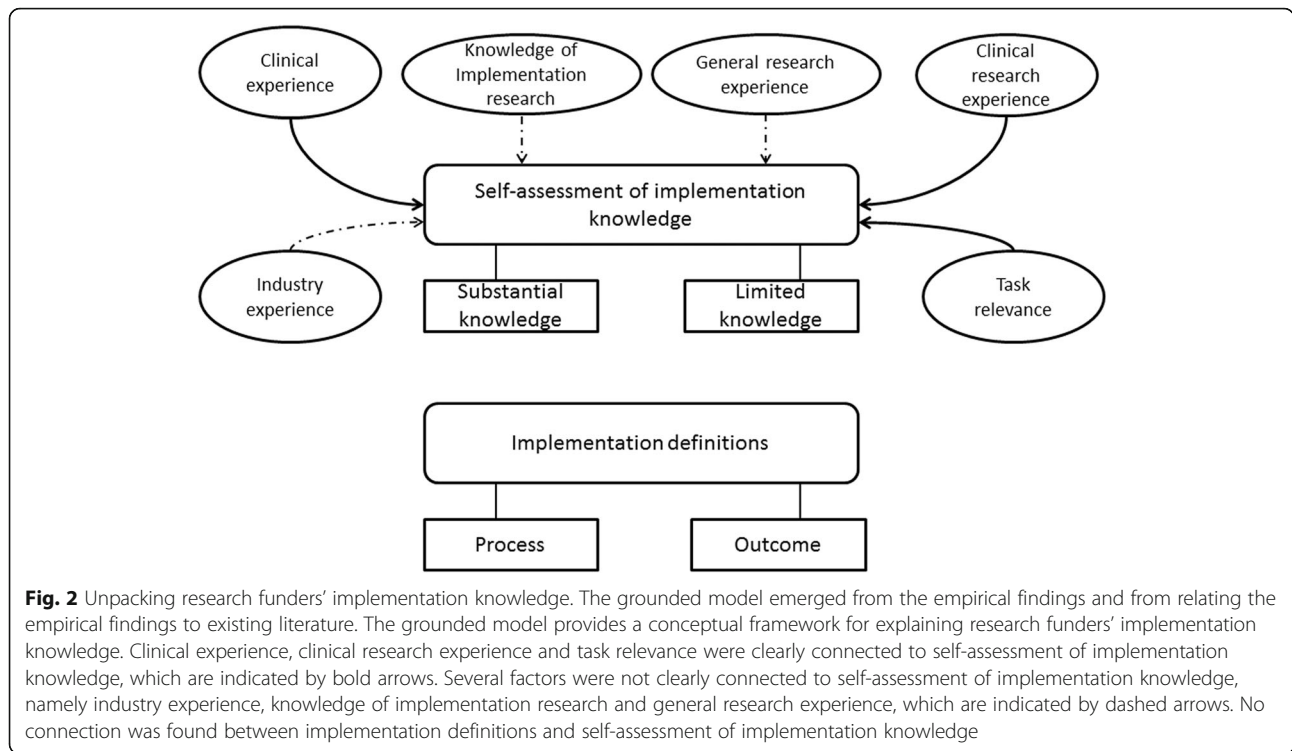 Clinical
experience
Knowledge of
Implementation
research
General research
experience
Clinical
research
experience
Self-assessment of implementation
knowledge
Industry
experience
Substantial
knowledge
Limited
knowledge
Task
relevance
Implementation definitions
Process
Outcome
Fig. 2 Unpacking research funders’ implementation knowledge. The grounded model emerged from the empirical findings and from relating the
empirical findings to existing literature. The grounded model provides a conceptual framework for explaining research funders’ implementation
knowledge. Clinical experience, clinical research experience and task relevance were clearly connected to self-assessment of implementation
knowledge, which are indicated by bold arrows. Several factors were not clearly connected to self-assessment of implementation knowledge,
namely industry experience, knowledge of implementation research and general research experience, which are indicated by dashed arrows. No
connection was found between implementation definitions and self-assessment of implementation knowledge